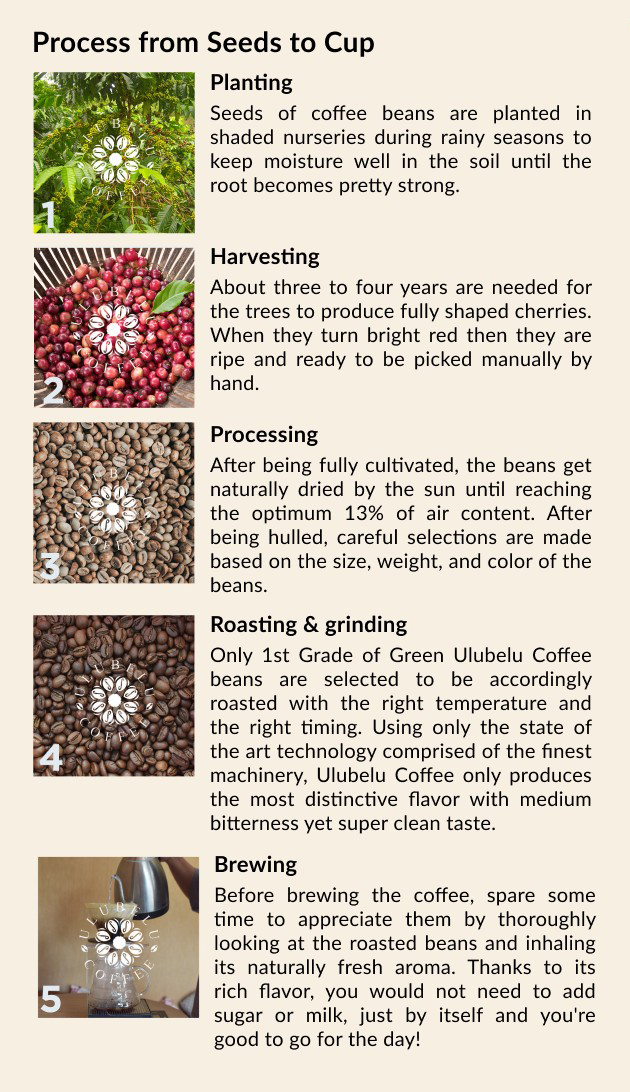 Process from Seeds to Cup
Planting
Seeds of coffee beans are planted in
shaded nurseries during rainy seasons to
keep moisture well in the soil until the
root becomes pretty strong.
ULUBELU
COFFEE
1
Harvesting
About three to four years are needed for
the trees to produce fully shaped cherries.
When they turn bright red then they are
ripe and ready to be picked manually by
hand.
ULUBELU
COFFEE
2
Processing
After being fully cultivated, the beans get
naturally dried by the sun until reaching
the optimum 13% of air content. After
being hulled, careful selections are made
based on the size, weight, and color of the
beans.
ULUBELU
COFFEE
3
Roasting & grinding
Only 1st Grade of Green Ulubelu Coffee
beans are selected to be accordingly
roasted with the right temperature and
the right timing. Using only the state of
the art technology comprised of the finest
machinery, Ulubelu Coffee only produces
the most distinctive flavor with medium
bitterness yet super clean taste.
ULUBELU
COFFEE
4
Brewing
Before brewing the coffee, spare some
time to appreciate them by thoroughly
looking at the roasted beans and inhaling
its naturally fresh aroma. Thanks to its
rich flavor, you would not need to add
sugar or milk, just by itself and you're
good to go for the day!
ULUBELU
COFFEE
5